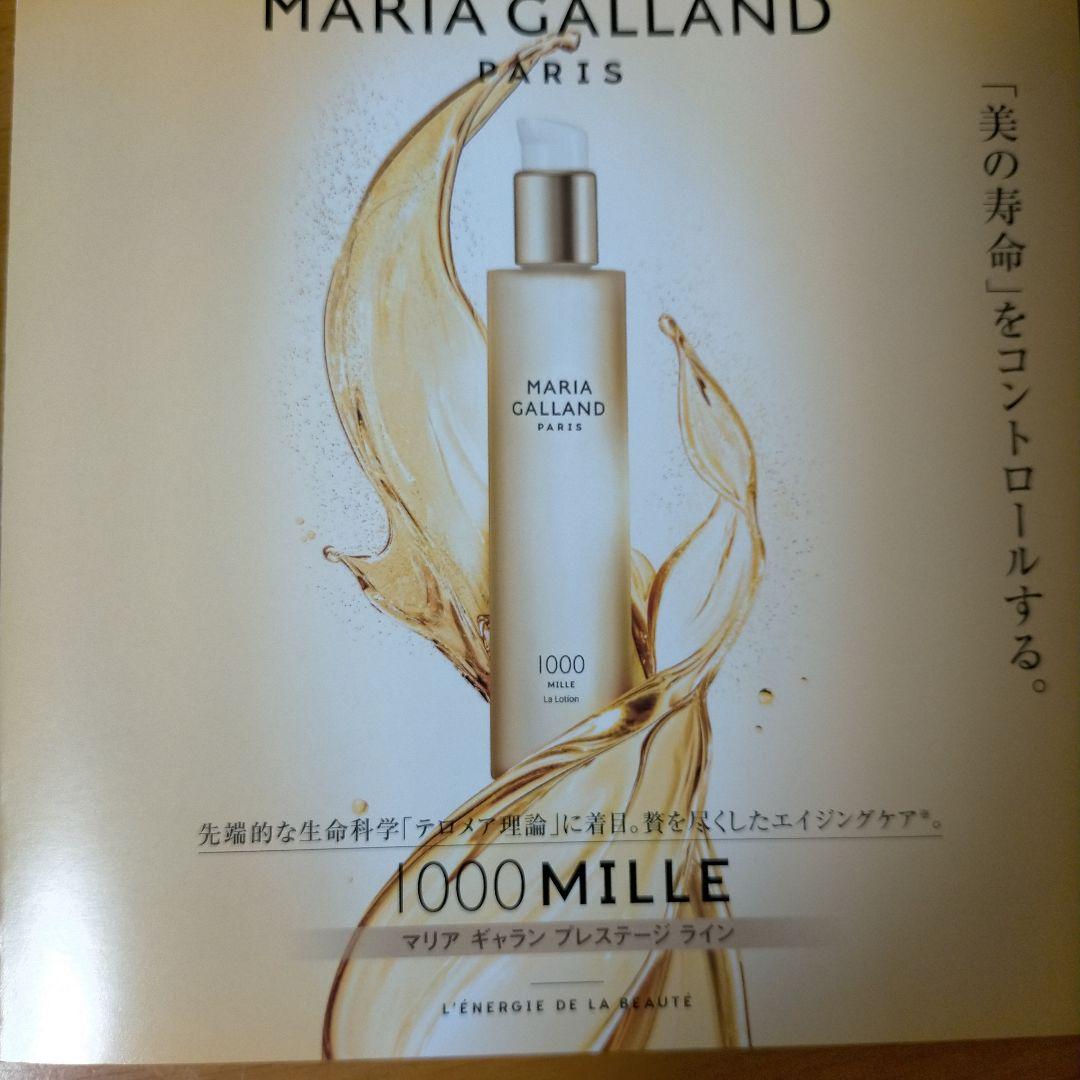 MARIA GALLAND
PARIS
「美の寿命」をコントロールする。
MARIA
GALLAND
PARIS
1000
MILLE
La Lotion
先端的な生命科学「テロメア理論」に着目。贅を尽くしたエイジングケア※。
1000 MILLE
マリア ギャラン プレステージ ライン
L'ÉNERGIE DE LA BEAUTÉ